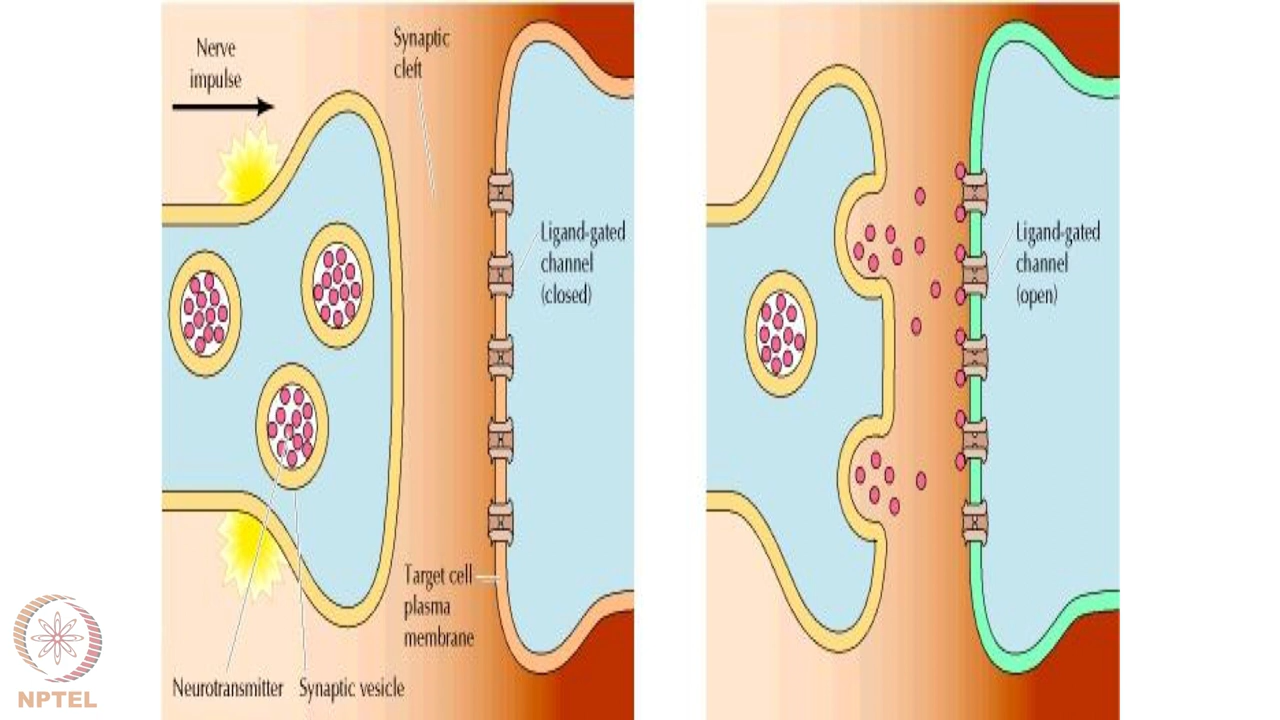 Nerve
impulse
Synaptic
cleft
Ligand-gated
channel
(closed)
Target cell
plasma
membrane
Neurotransmitter
Synaptic vesicle
Ligand-gated
channel
(open)
NPTEL